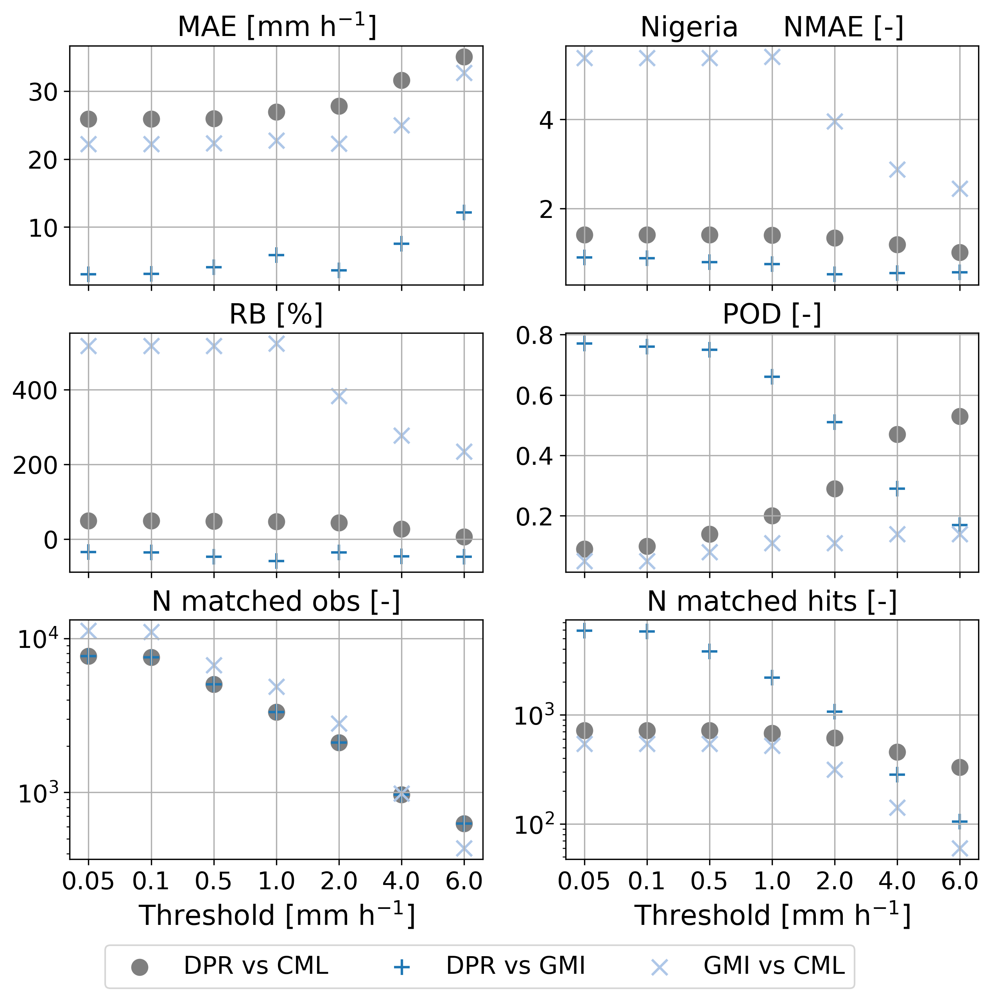 MAE [mm h⁻¹]
30
20
10
Nigeria NMAE [-]
4
2
RB [%]
400
200
0
POD [-]
0.8
0.6
0.4
0.2
N matched obs [-]
10⁴
10³
0.05 0.1 0.5 1.0 2.0 4.0 6.0
Threshold [mm h⁻¹]
N matched hits [-]
10³
10²
0.05 0.1 0.5 1.0 2.0 4.0 6.0
Threshold [mm h⁻¹]
DPR vs CML DPR vs GMI GMI vs CML